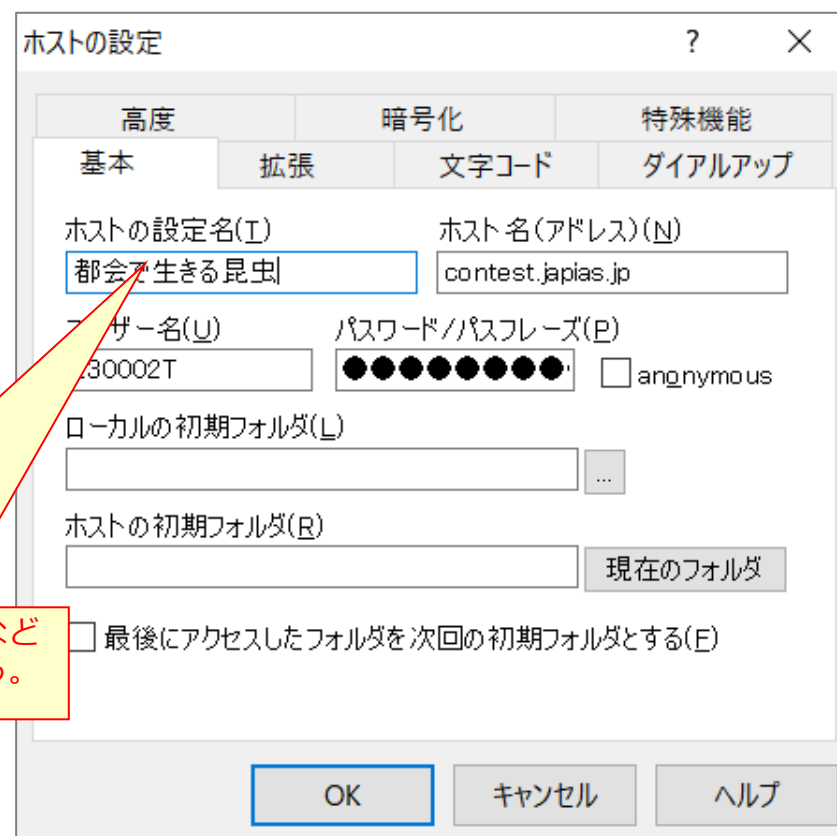 ホストの設定 ? ×
高度 暗号化 特殊機能
基本 拡張 文字コード ダイアルアップ
ホストの設定名(T) ホスト名(アドレス)(N)
都会で生きる昆虫 contest.japias.jp
ユーザー名(U) パスワード/パスフレーズ(P)
230002T ●●●●●●●● anonymous
ローカルの初期フォルダ(L)
...
ホストの初期フォルダ(R)
現在のフォルダ
など
最後にアクセスしたフォルダを次回の初期フォルダとする(F)
。
OK キャンセル ヘルプ